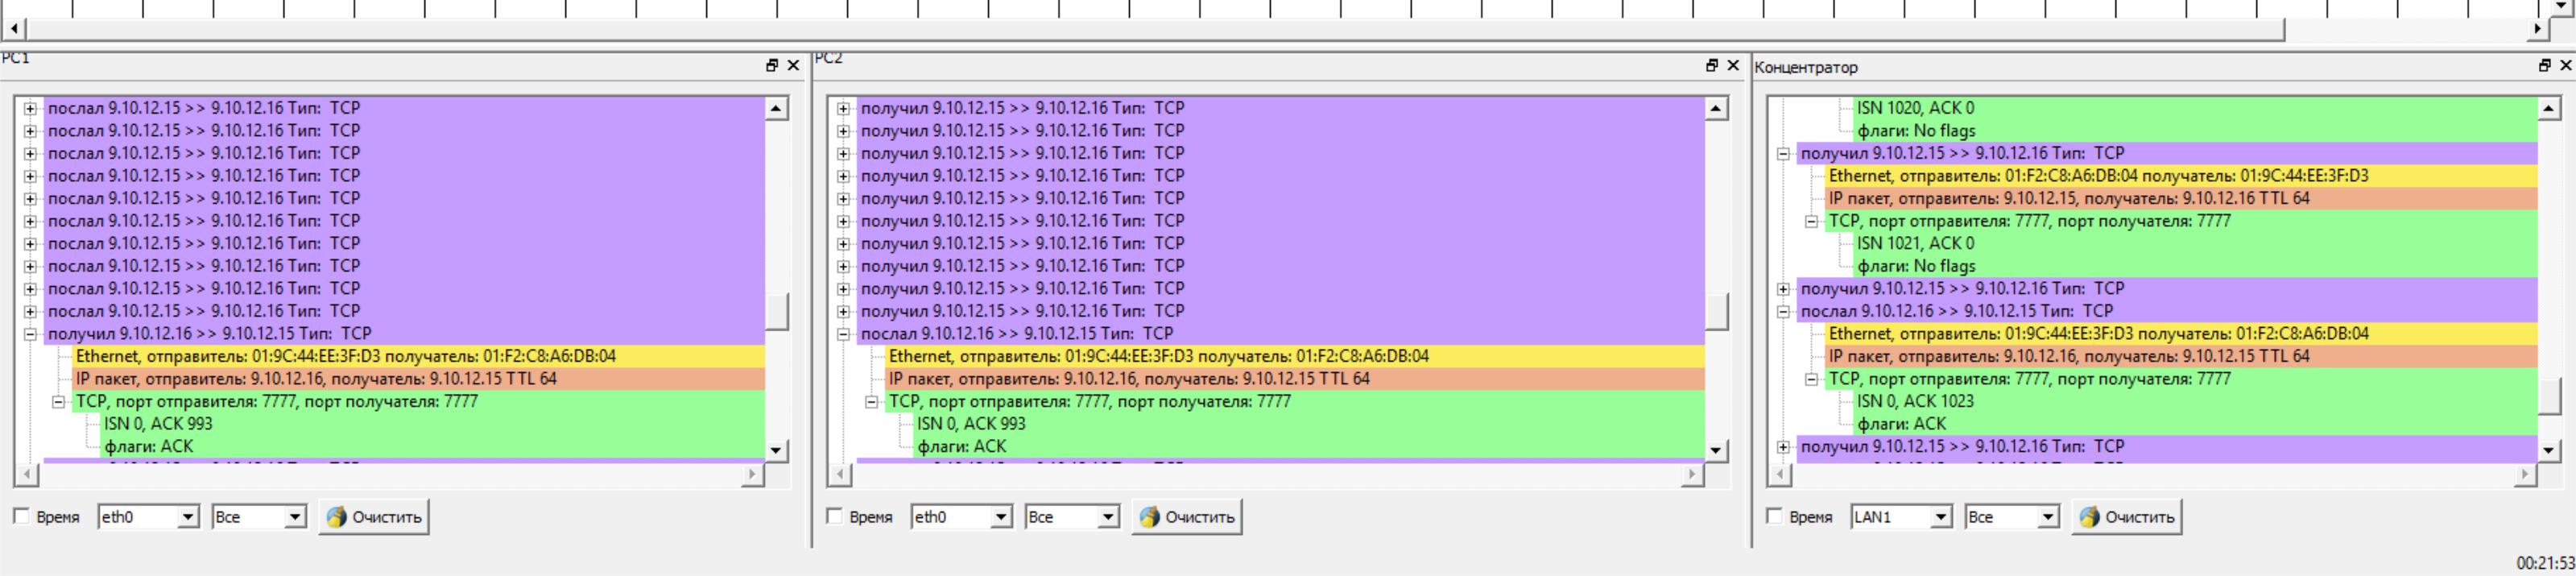 PC1
послал 9.10.12.15 >> 9.10.12.16 Тип: TCP
послал 9.10.12.15 >> 9.10.12.16 Тип: TCP
послал 9.10.12.15 >> 9.10.12.16 Тип: TCP
послал 9.10.12.15 >> 9.10.12.16 Тип: TCP
послал 9.10.12.15 >> 9.10.12.16 Тип: TCP
послал 9.10.12.15 >> 9.10.12.16 Тип: TCP
послал 9.10.12.15 >> 9.10.12.16 Тип: TCP
послал 9.10.12.15 >> 9.10.12.16 Тип: TCP
послал 9.10.12.15 >> 9.10.12.16 Тип: TCP
послал 9.10.12.15 >> 9.10.12.16 Тип: TCP
получил 9.10.12.16 >> 9.10.12.15 Тип: TCP
Ethernet, отправитель: 01:9C:44:EE:3F:D3 получатель: 01:F2:C8:A6:DB:04
IP пакет, отправитель: 9.10.12.16, получатель: 9.10.12.15 TTL 64
TCP, порт отправителя: 7777, порт получателя: 7777
ISN 0, ACK 993
флаги: ACK
Время eth0 Все Очистить
PC2
получил 9.10.12.15 >> 9.10.12.16 Тип: TCP
получил 9.10.12.15 >> 9.10.12.16 Тип: TCP
получил 9.10.12.15 >> 9.10.12.16 Тип: TCP
получил 9.10.12.15 >> 9.10.12.16 Тип: TCP
получил 9.10.12.15 >> 9.10.12.16 Тип: TCP
получил 9.10.12.15 >> 9.10.12.16 Тип: TCP
получил 9.10.12.15 >> 9.10.12.16 Тип: TCP
получил 9.10.12.15 >> 9.10.12.16 Тип: TCP
получил 9.10.12.15 >> 9.10.12.16 Тип: TCP
получил 9.10.12.15 >> 9.10.12.16 Тип: TCP
послал 9.10.12.16 >> 9.10.12.15 Тип: TCP
Ethernet, отправитель: 01:9C:44:EE:3F:D3 получатель: 01:F2:C8:A6:DB:04
IP пакет, отправитель: 9.10.12.16, получатель: 9.10.12.15 TTL 64
TCP, порт отправителя: 7777, порт получателя: 7777
ISN 0, ACK 993
флаги: ACK
Время eth0 Все Очистить
Концентратор
ISN 1020, ACK 0
флаги: No flags
получил 9.10.12.15 >> 9.10.12.16 Тип: TCP
Ethernet, отправитель: 01:F2:C8:A6:DB:04 получатель: 01:9C:44:EE:3F:D3
IP пакет, отправитель: 9.10.12.15, получатель: 9.10.12.16 TTL 64
TCP, порт отправителя: 7777, порт получателя: 7777
ISN 1021, ACK 0
флаги: No flags
получил 9.10.12.15 >> 9.10.12.16 Тип: TCP
послал 9.10.12.16 >> 9.10.12.15 Тип: TCP
Ethernet, отправитель: 01:9C:44:EE:3F:D3 получатель: 01:F2:C8:A6:DB:04
IP пакет, отправитель: 9.10.12.16, получатель: 9.10.12.15 TTL 64
TCP, порт отправителя: 7777, порт получателя: 7777
ISN 0, ACK 1023
флаги: ACK
получил 9.10.12.15 >> 9.10.12.16 Тип: TCP
Время LAN1 Все Очистить
00:21:53